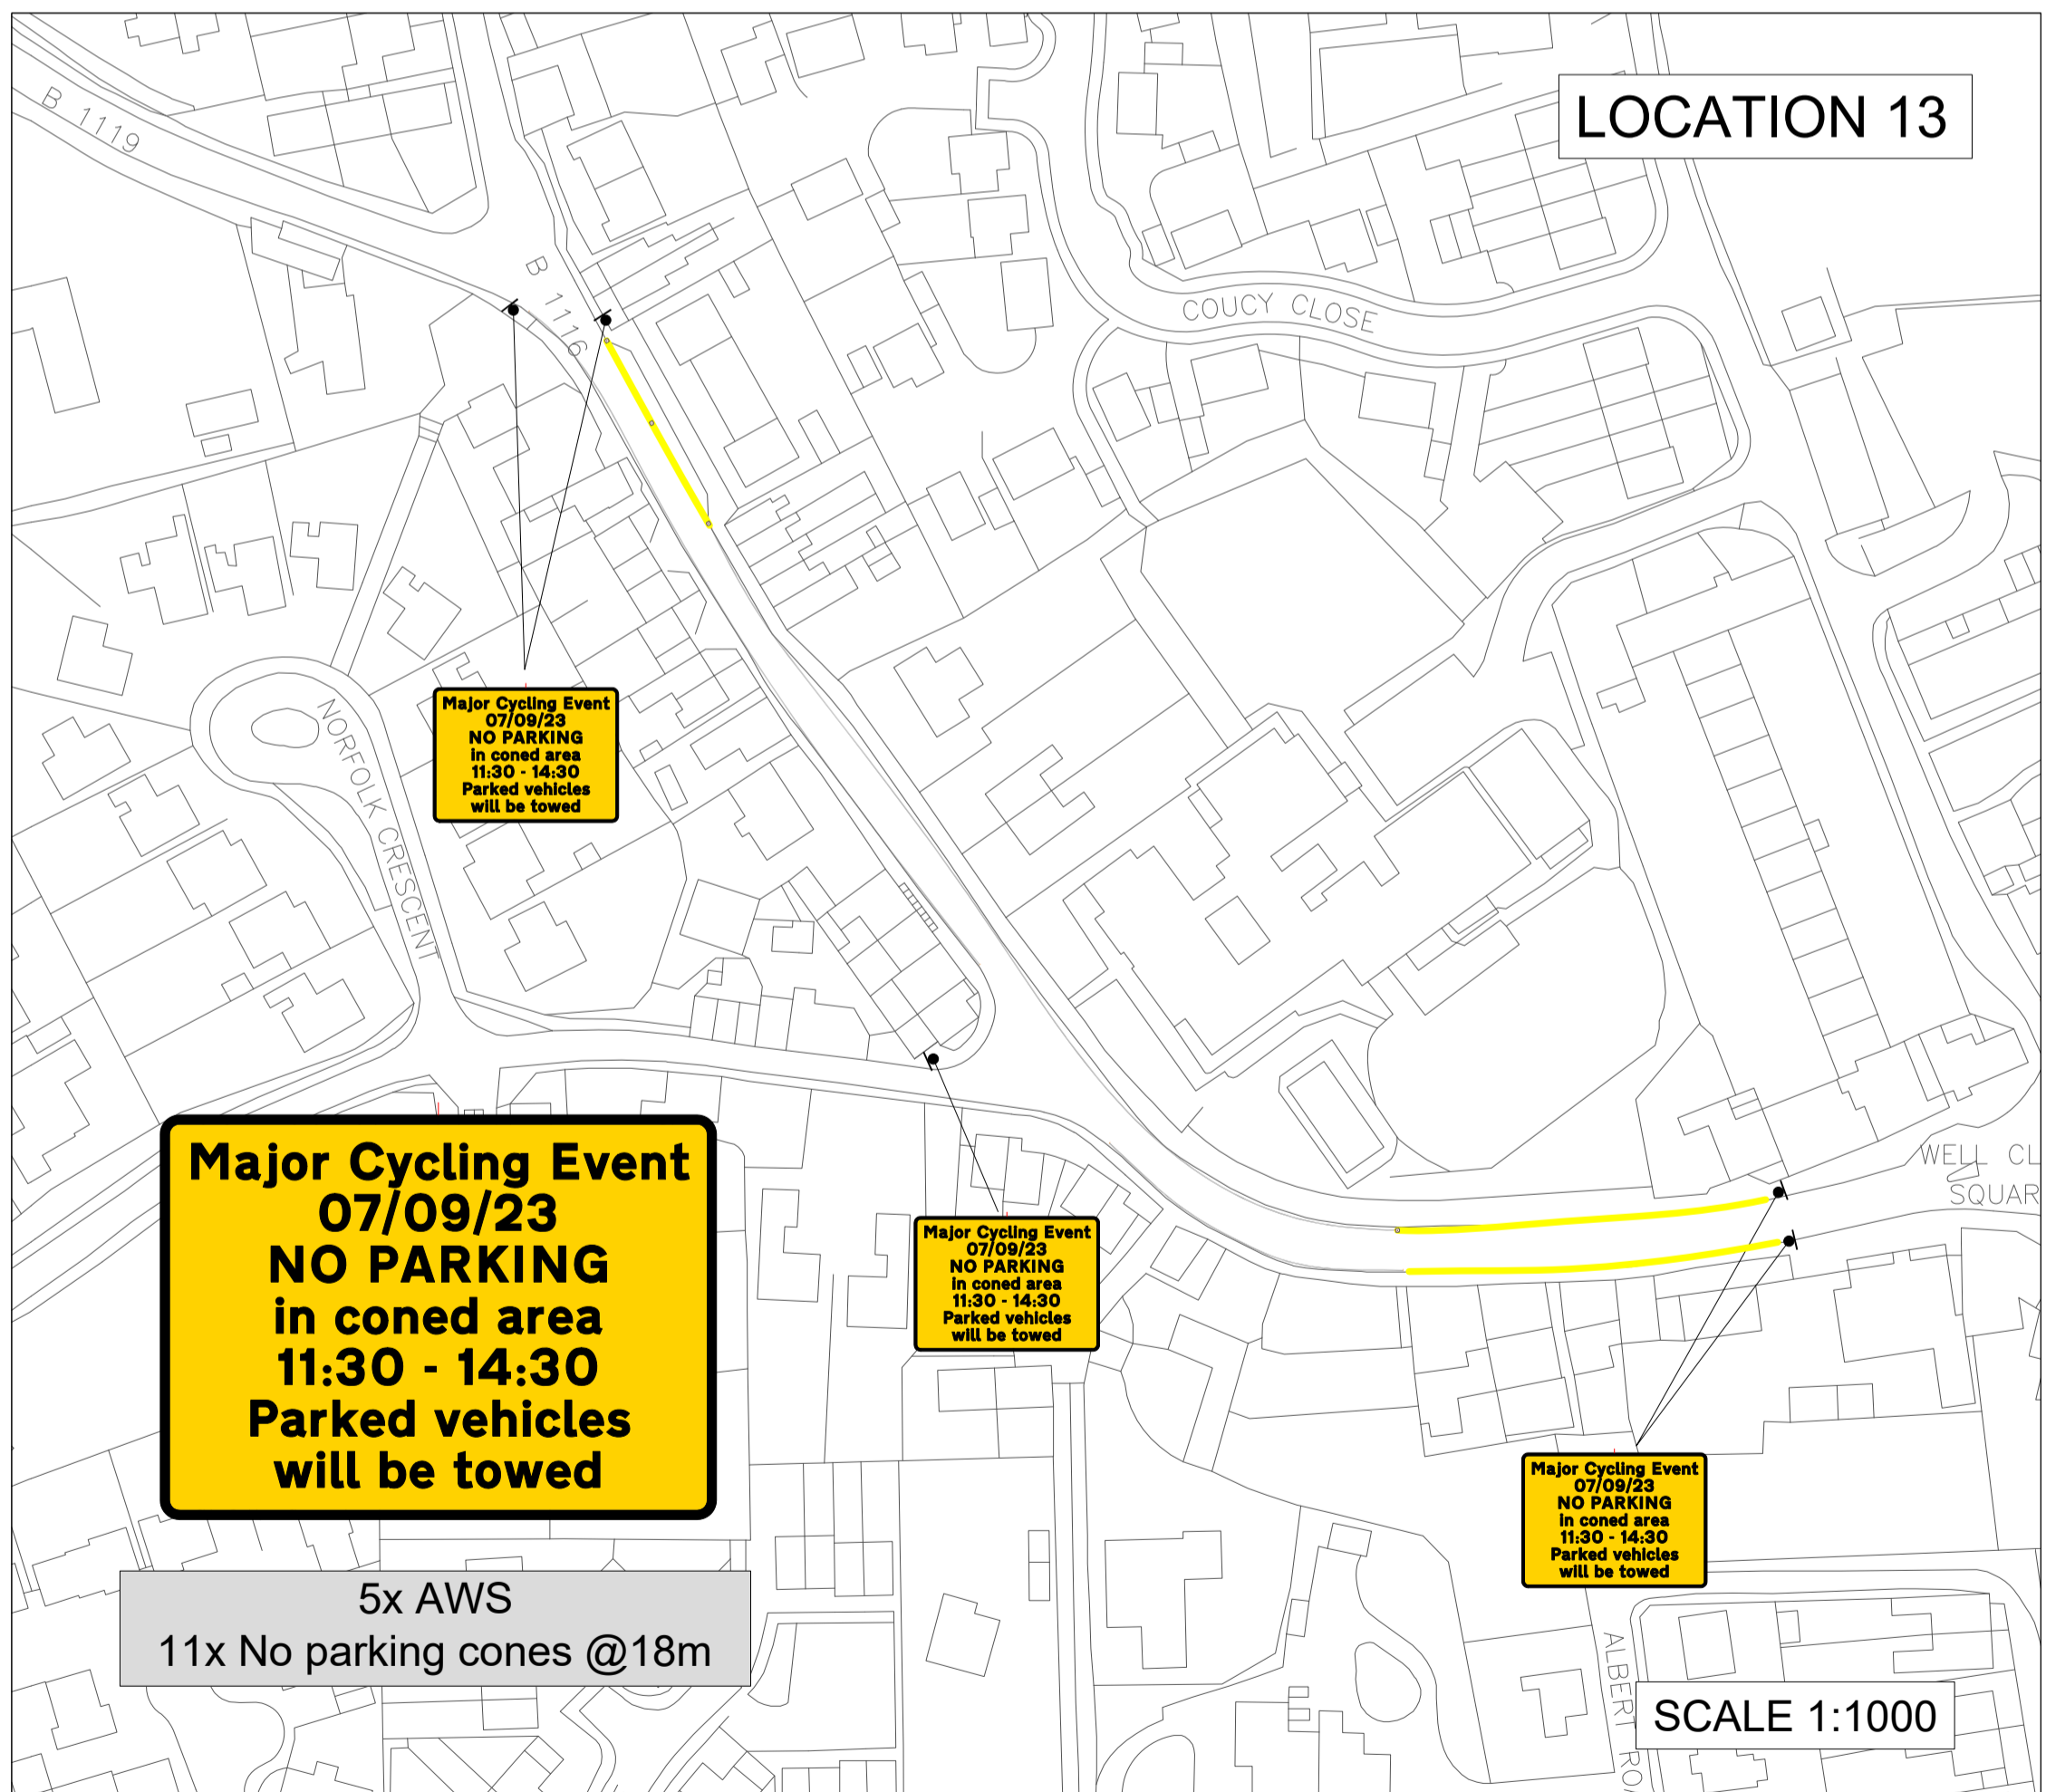 LOCATION 13
B 1119
B 1116
COUCY CLOSE
NORFOLK CRESCENT
Major Cycling Event
07/09/23
NO PARKING
in coned area
11:30 - 14:30
Parked vehicles
will be towed
WELL CL
SQUAR
Major Cycling Event
07/09/23
NO PARKING
in coned area
11:30 - 14:30
Parked vehicles
will be towed
Major Cycling Event
07/09/23
NO PARKING
in coned area
11:30 - 14:30
Parked vehicles
will be towed
Major Cycling Event
07/09/23
NO PARKING
in coned area
11:30 - 14:30
Parked vehicles
will be towed
5x AWS
11x No parking cones @18m
ALBERT RO
SCALE 1:1000